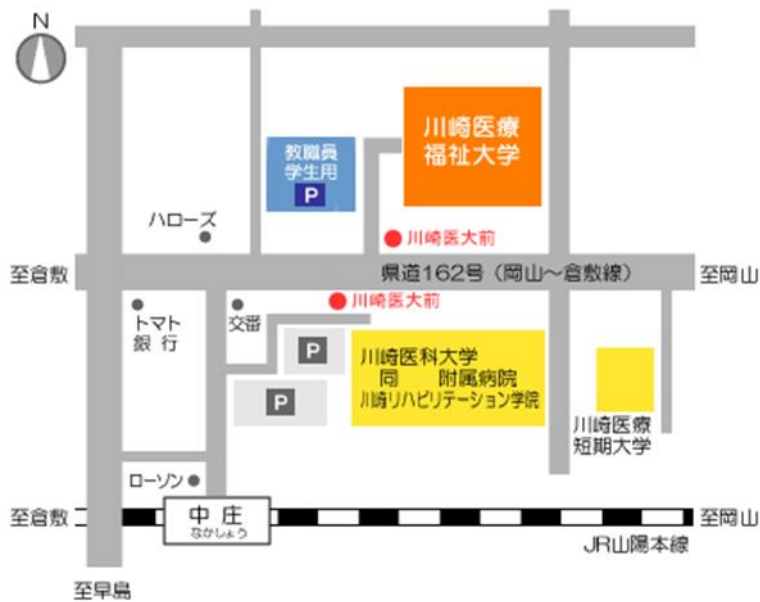 N
川崎医療
福祉大学
教職員
学生用
P
ハローズ
川崎医大前
至倉敷
県道162号（岡山～倉敷線）
至岡山
トマト
銀 行
交番
川崎医大前
P
P
川崎医科大学
同　附属病院
川崎リハビリテーション学院
川崎医療
短期大学
ローソン
至倉敷
中 庄
なかしょう
至岡山
JR山陽本線
至早島